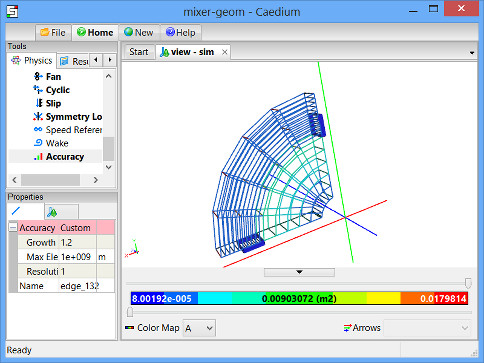 mixer-geom - Caedium
File
Home
New
Help
Tools
Physics
Resu
Start
view - sim
Fan
Cyclic
Slip
Symmetry Lo
Speed Refere
Wake
Accuracy
Properties
Accuracy Custom
Growth 1.2
Max Ele 1e+009 m
Resoluti 1
Name edge_132
8.00192e-005 0.00903072 (m2) 0.0179814
Color Map A
Arrows
Ready